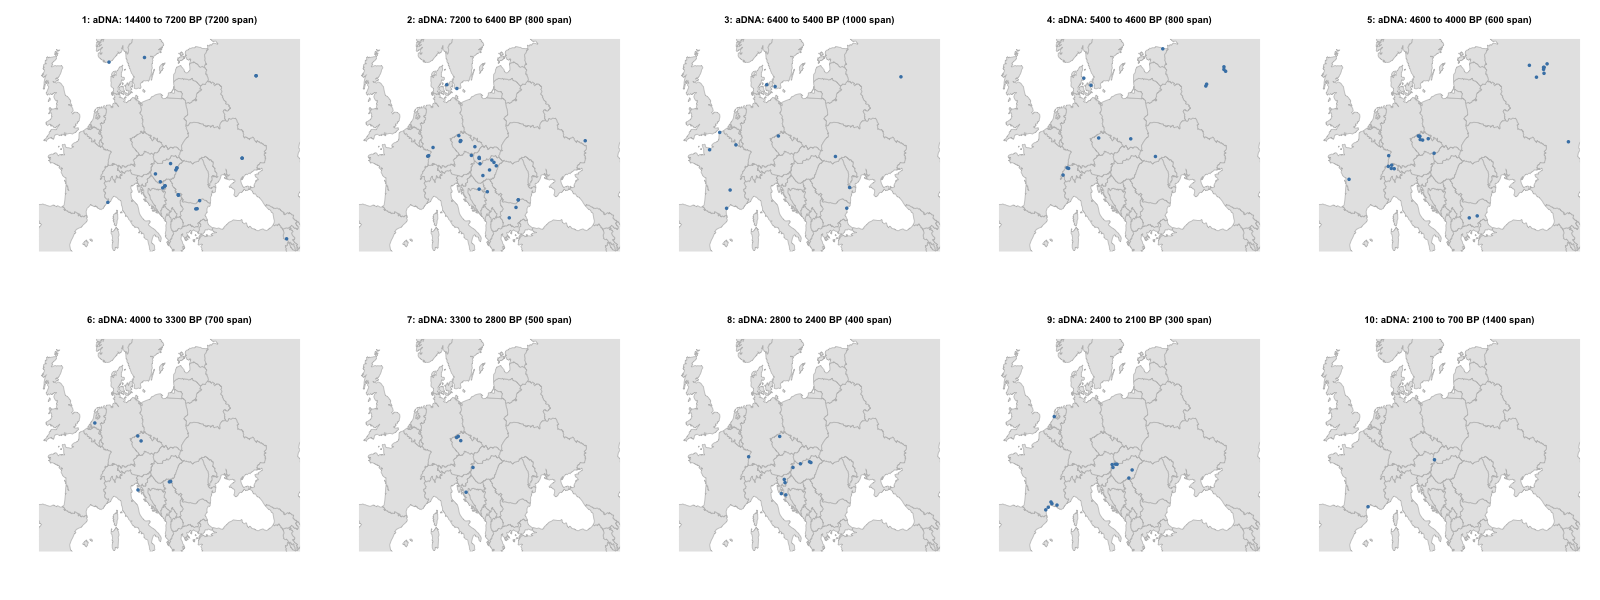 1: aDNA: 14400 to 7200 BP (7200 span)
2: aDNA: 7200 to 6400 BP (800 span)
3: aDNA: 6400 to 5400 BP (1000 span)
4: aDNA: 5400 to 4600 BP (800 span)
5: aDNA: 4600 to 4000 BP (600 span)
6: aDNA: 4000 to 3300 BP (700 span)
7: aDNA: 3300 to 2800 BP (500 span)
8: aDNA: 2800 to 2400 BP (400 span)
9: aDNA: 2400 to 2100 BP (300 span)
10: aDNA: 2100 to 700 BP (1400 span)